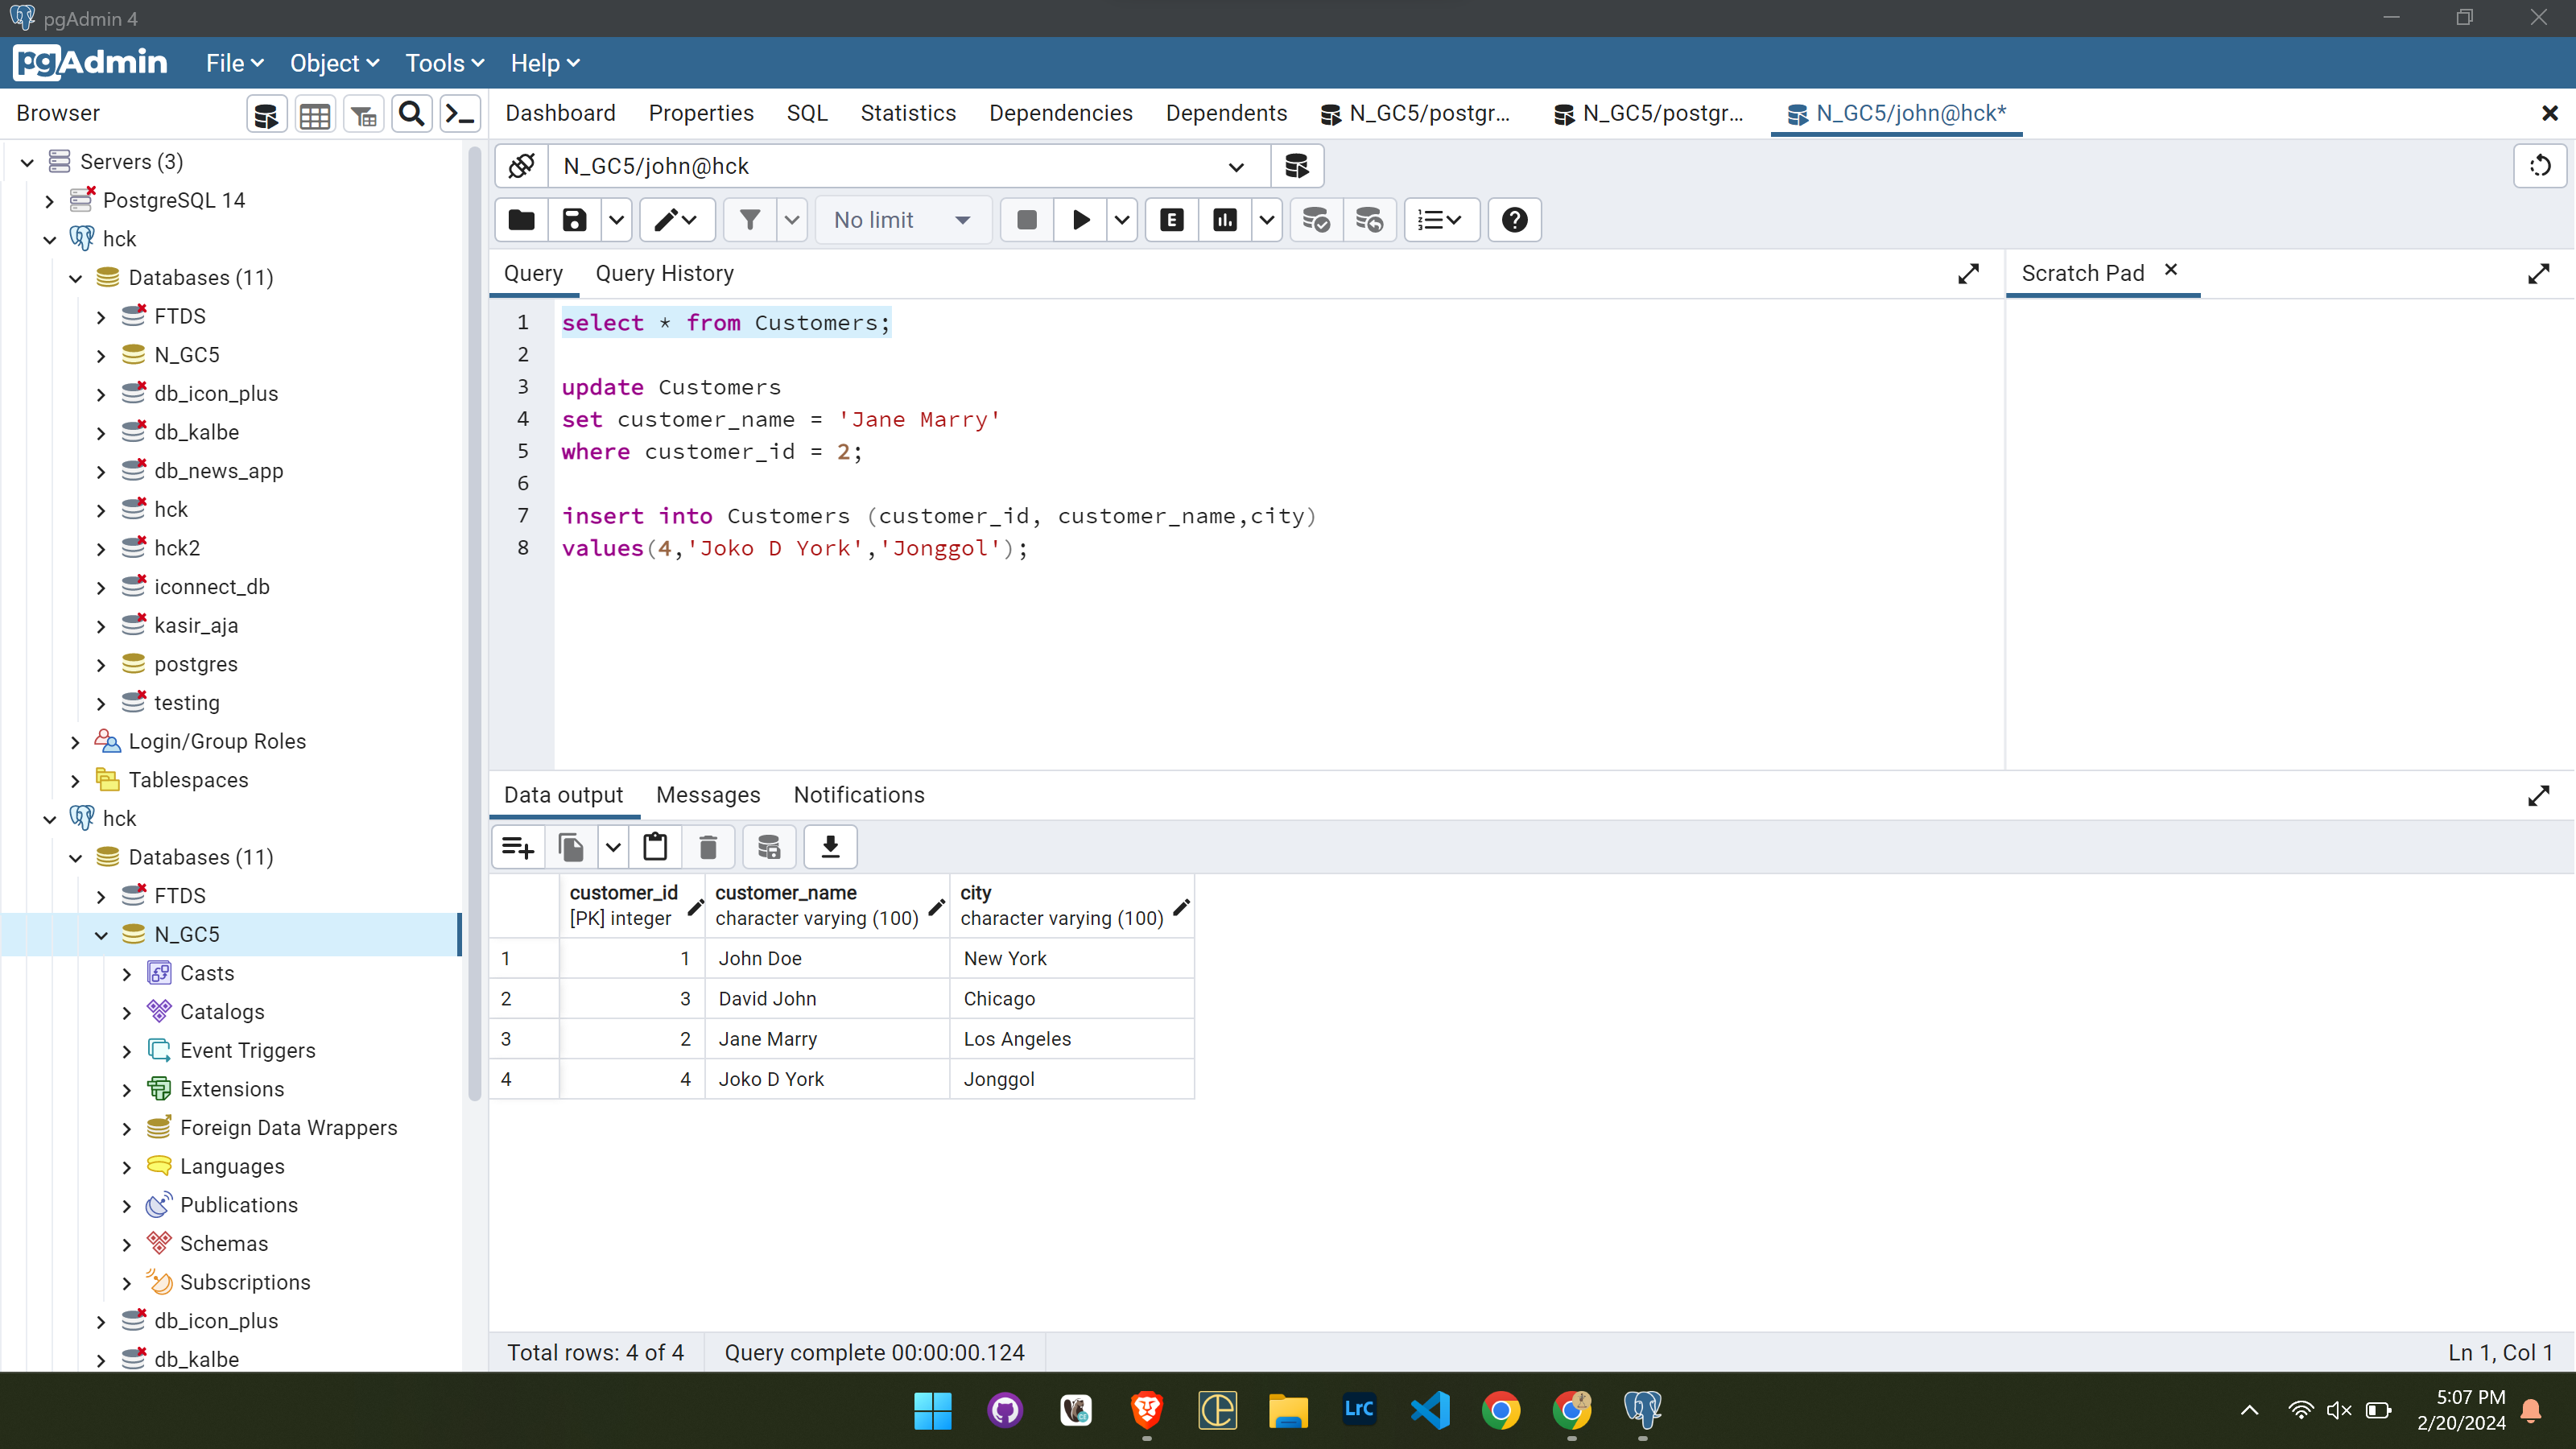 pgAdmin 4
pgAdmin File Object Tools Help
Browser
Dashboard Properties SQL Statistics Dependencies Dependents N_GC5/postgr... N_GC5/postgr... N_GC5/john@hck*
Servers (3)
PostgreSQL 14
hck
Databases (11)
FTDS
N_GC5
db_icon_plus
db_kalbe
db_news_app
hck
hck2
iconnect_db
kasir_aja
postgres
testing
Login/Group Roles
Tablespaces
hck
Databases (11)
FTDS
N_GC5
Casts
Catalogs
Event Triggers
Extensions
Foreign Data Wrappers
Languages
Publications
Schemas
Subscriptions
db_icon_plus
db_kalbe
N_GC5/john@hck
No limit
E
Query Query History
Scratch Pad
1 select * from Customers;
2
3 update Customers
4 set customer_name = 'Jane Marry'
5 where customer_id = 2;
6
7 insert into Customers (customer_id, customer_name,city)
8 values(4,'Joko D York','Jonggol');
Data output Messages Notifications
customer_id customer_name city
[PK] integer character varying (100) character varying (100)
1 1 John Doe New York
2 3 David John Chicago
3 2 Jane Marry Los Angeles
4 4 Joko D York Jonggol
Total rows: 4 of 4 Query complete 00:00:00.124 Ln 1, Col 1
LrC
5:07 PM
2/20/2024